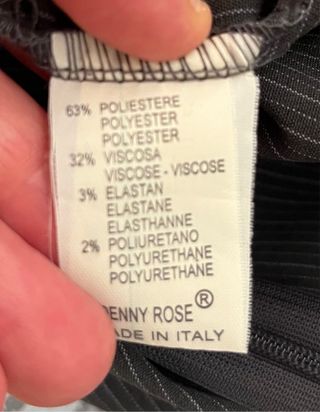 63% POLIESTERE
POLYESTER
POLYESTER
32% VISCOSA
VISCOSE - VISCOSE
3% ELASTAN
ELASTANE
ELASTHANNE
2% POLIURETANO
POLYURETHANE
POLYURETHANE
ENNY ROSE®
ADE IN ITALY